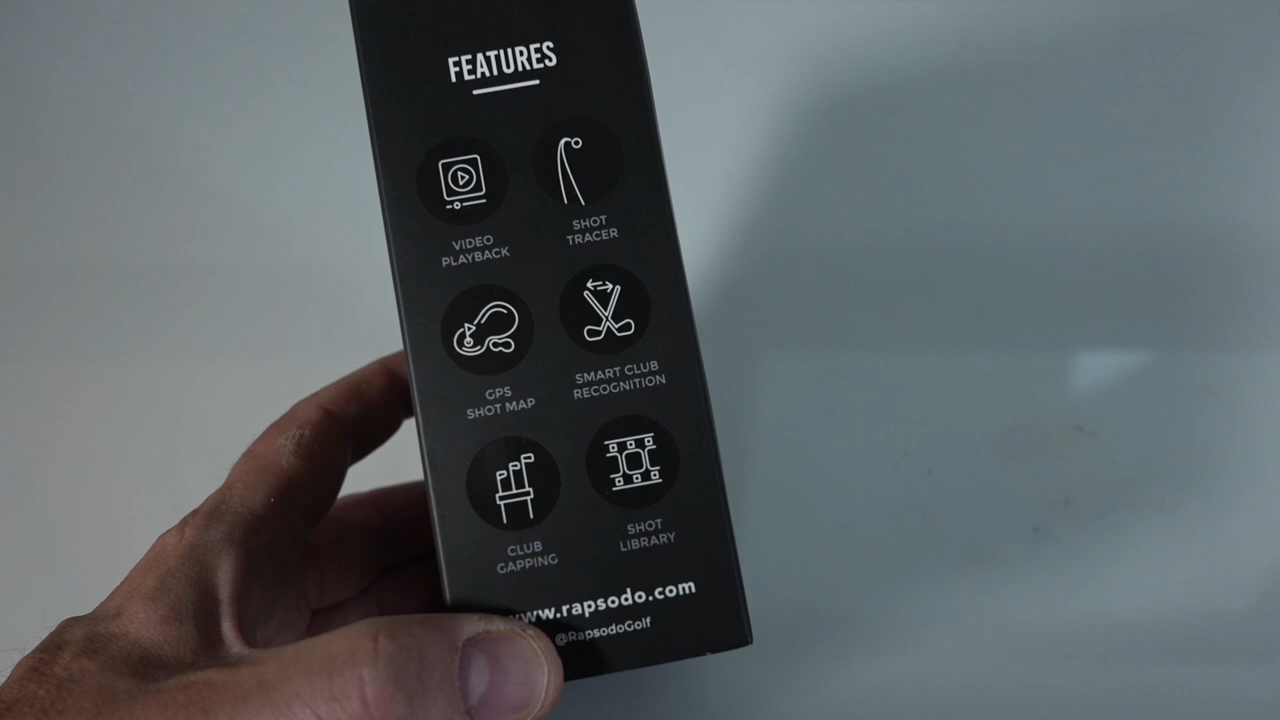 FEATURES
VIDEO
PLAYBACK
SHOT
TRACER
GPS
SHOT MAP
SMART CLUB
RECOGNITION
CLUB
GAPPING
SHOT
LIBRARY
www.rapsodo.com
@RapsodoGolf